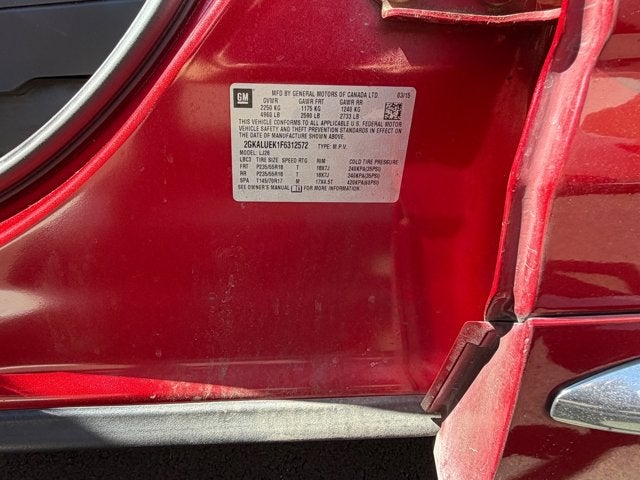 GM
MFD BY GENERAL MOTORS OF CANADA LTD. 03/15
GVWR GAWR FRT GAWR RR
2250 KG 1175 KG 1240 KG
4960 LB 2590 LB 2733 LB
THIS VEHICLE CONFORMS TO ALL APPLICABLE U.S. FEDERAL MOTOR
VEHICLE SAFETY AND THEFT PREVENTION STANDARDS IN EFFECT
ON THE DATE OF MANUFACTURE SHOWN ABOVE.
2GKALUEK1F6312572 TYPE: M.P.V.
MODEL: LJ26
LBC3 TIRE SIZE SPEED RTG RIM COLD TIRE PRESSURE
FRT P235/55R18 T 18X7J 240KPA(35PSI)
RR P235/55R18 T 18X7J 240KPA(35PSI)
SPA T145/70R17 M 17X4.5T 420KPA(60PSI)
SEE OWNER'S MANUAL FOR ADDITIONAL INFORMATION.